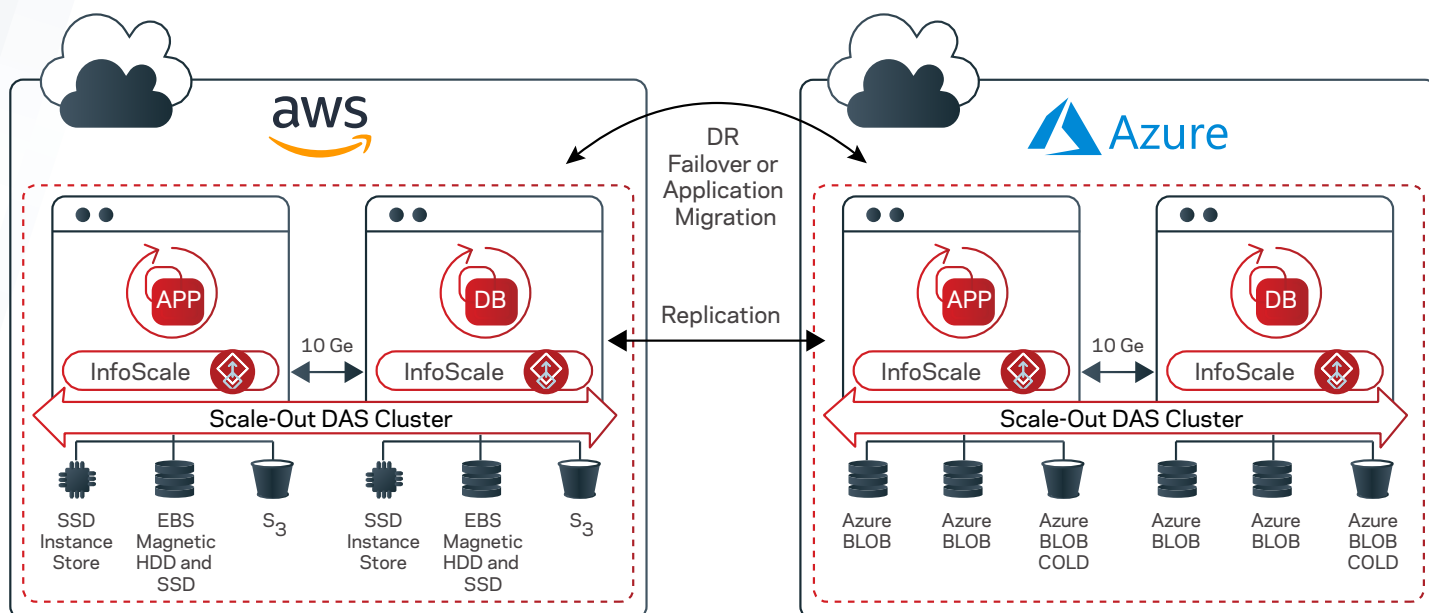 aws
DR
Failover or
Application
Migration
Azure
APP
DB
APP
DB
Replication
InfoScale
10 Ge
InfoScale
InfoScale
10 Ge
InfoScale
Scale-Out DAS Cluster
Scale-Out DAS Cluster
SSD
Instance
Store
EBS
Magnetic
HDD and
SSD
S3
SSD
Instance
Store
EBS
Magnetic
HDD and
SSD
S3
Azure
BLOB
Azure
BLOB
Azure
BLOB
COLD
Azure
BLOB
Azure
BLOB
Azure
BLOB
COLD